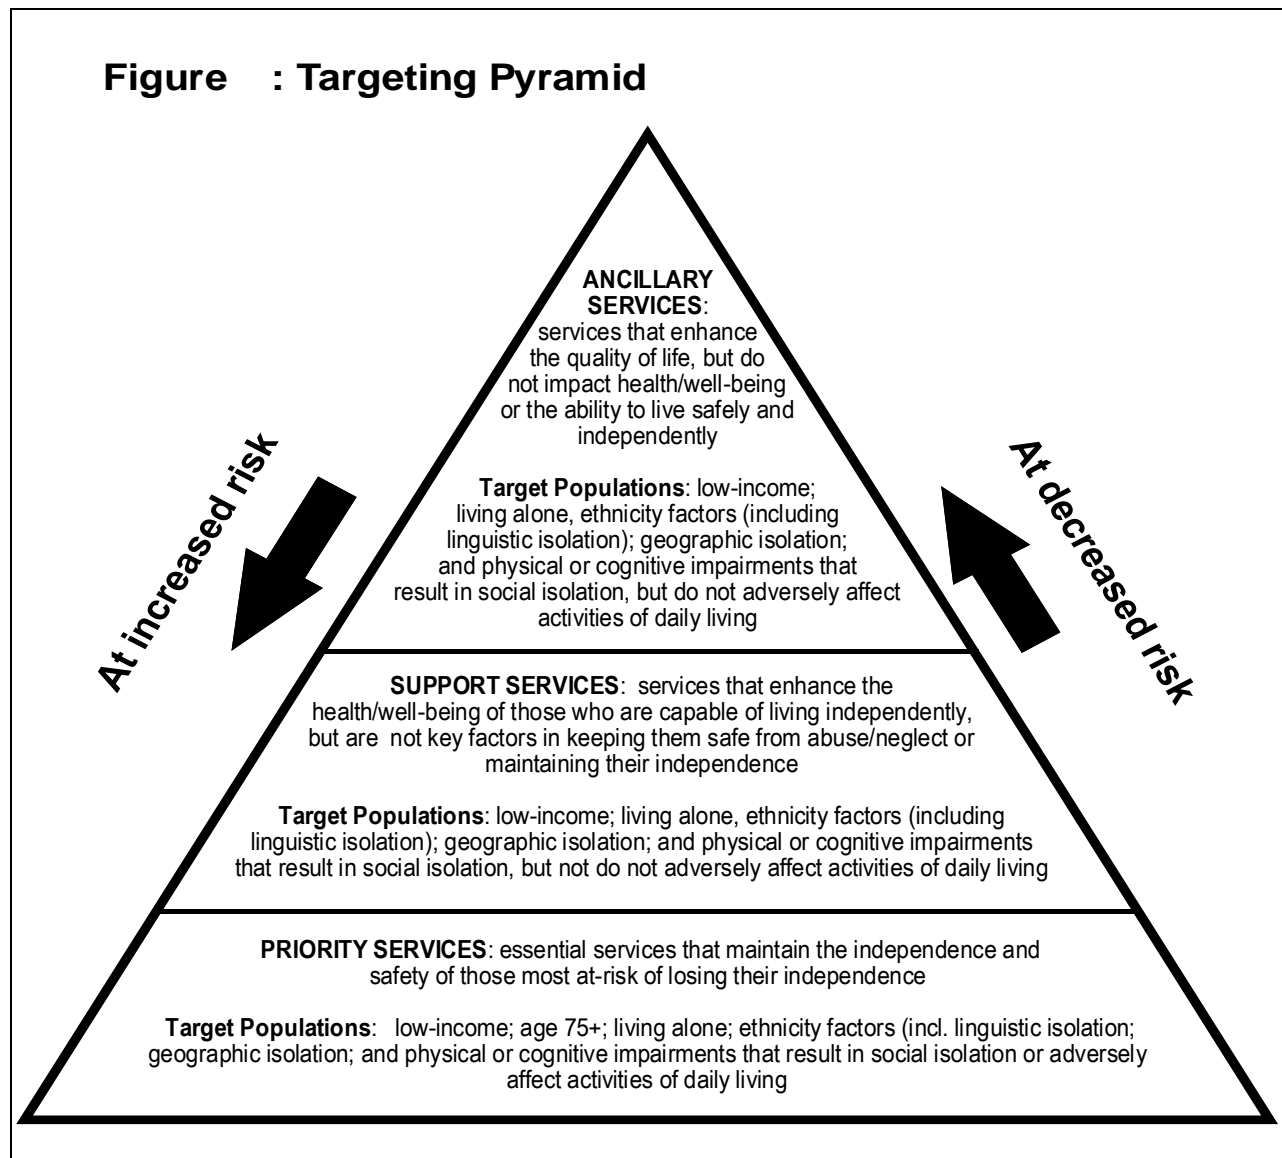 Figure : Targeting Pyramid
ANCILLARY
SERVICES:
services that enhance
the quality of life, but do
not impact health/well-being
or the ability to live safely and
independently
Target Populations: low-income;
living alone, ethnicity factors (including
linguistic isolation); geographic isolation;
and physical or cognitive impairments that
result in social isolation, but do not adversely affect
activities of daily living
At increased risk
At decreased risk
SUPPORT SERVICES: services that enhance the
health/well-being of those who are capable of living independently,
but are not key factors in keeping them safe from abuse/neglect or
maintaining their independence
Target Populations: low-income; living alone, ethnicity factors (including
linguistic isolation); geographic isolation; and physical or cognitive impairments
that result in social isolation, but not do not adversely affect activities of daily living
PRIORITY SERVICES: essential services that maintain the independence and
safety of those most at-risk of losing their independence
Target Populations: low-income; age 75+; living alone; ethnicity factors (incl. linguistic isolation;
geographic isolation; and physical or cognitive impairments that result in social isolation or adversely
affect activities of daily living